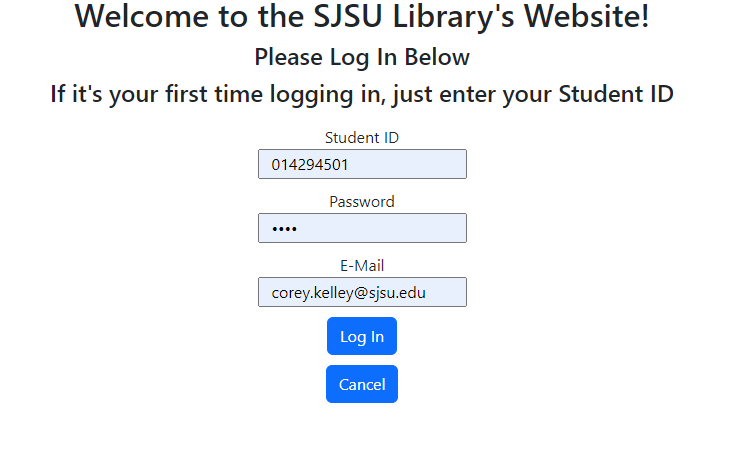 Welcome to the SJSU Library's Website!
Please Log In Below
If it's your first time logging in, just enter your Student ID
Student ID
014294501
Password
••••
E-Mail
corey.kelley@sjsu.edu
Log In
Cancel